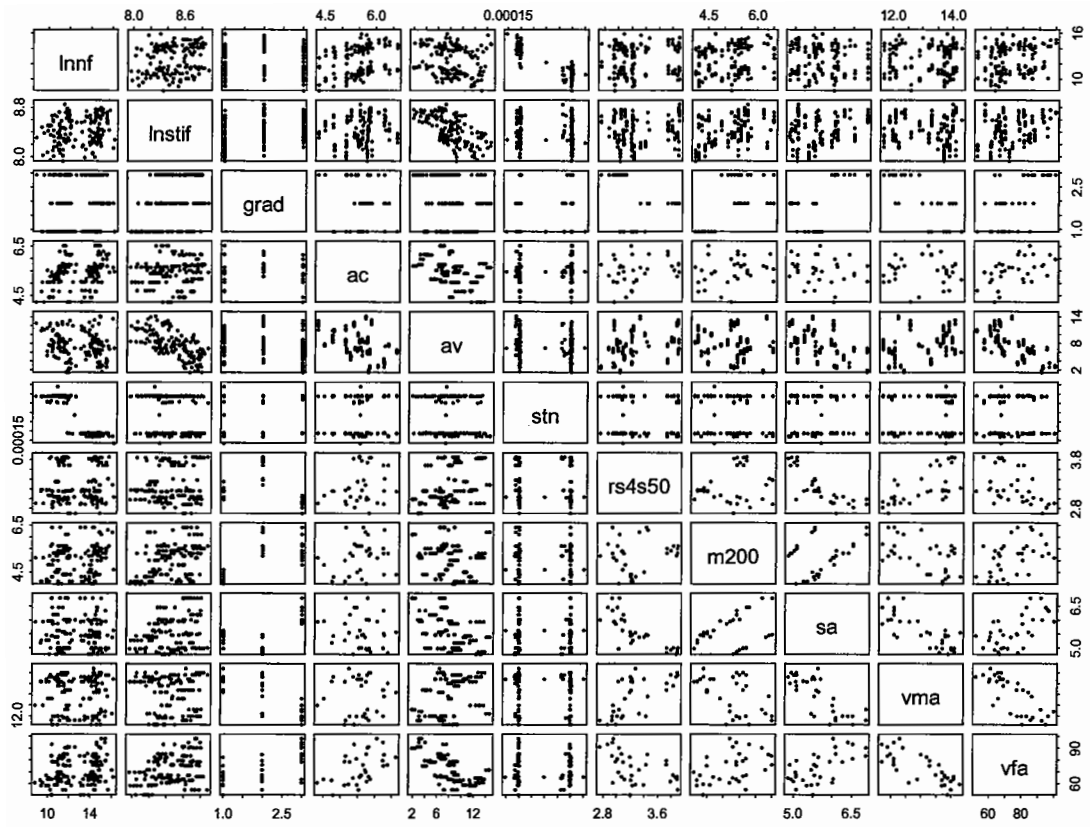 8.0 8.6 4.5 6.0 0.00015 4.5 6.0 12.0 14.0
lnnf 10 16
8.0 8.8 lnstif
grad 1.0 2.5
4.5 6.5 ac
av 2 8 14
0.00015 stn
rs4s50 2.8 3.8
4.5 6.5 m200
sa 5.0 6.5
12.0 vma
vfa 60 90
10 14 1.0 2.5 2 6 12 2.8 3.6 5.0 6.5 60 80